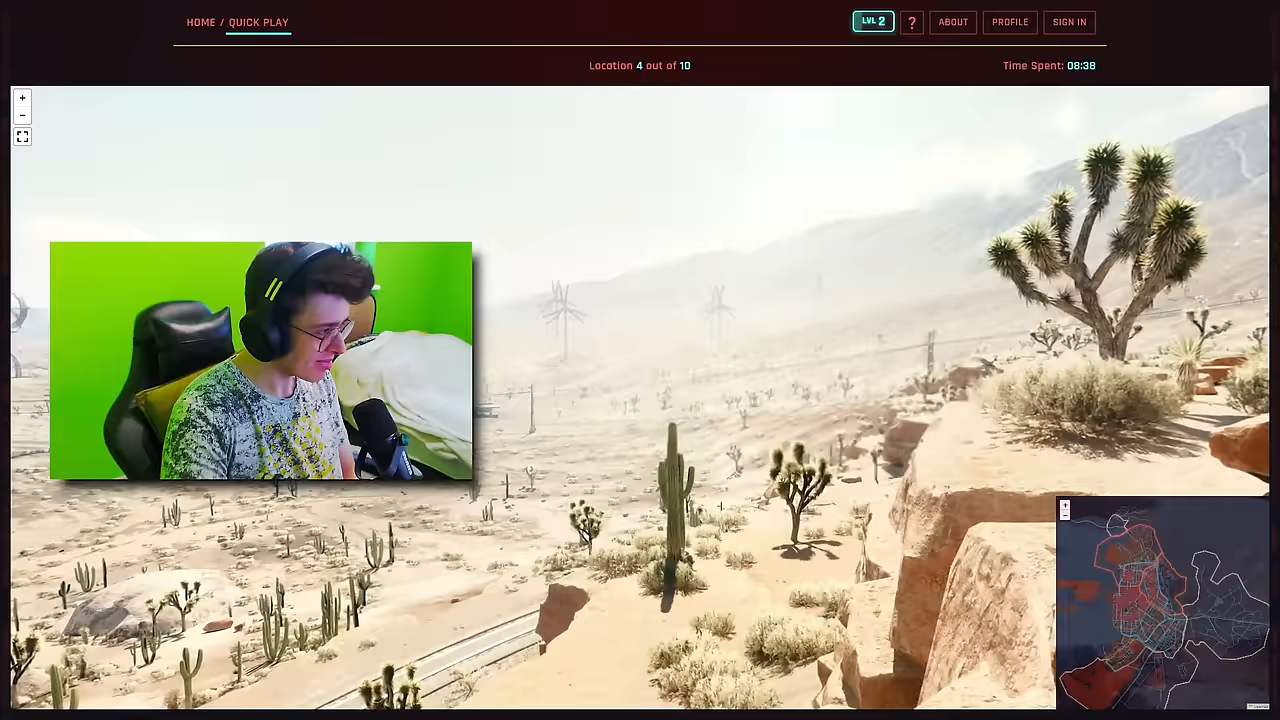 HOME / QUICK PLAY
LVL 2
?
ABOUT
PROFILE
SIGN IN
Location 4 out of 10
Time Spent: 08:38
+
−
+
−